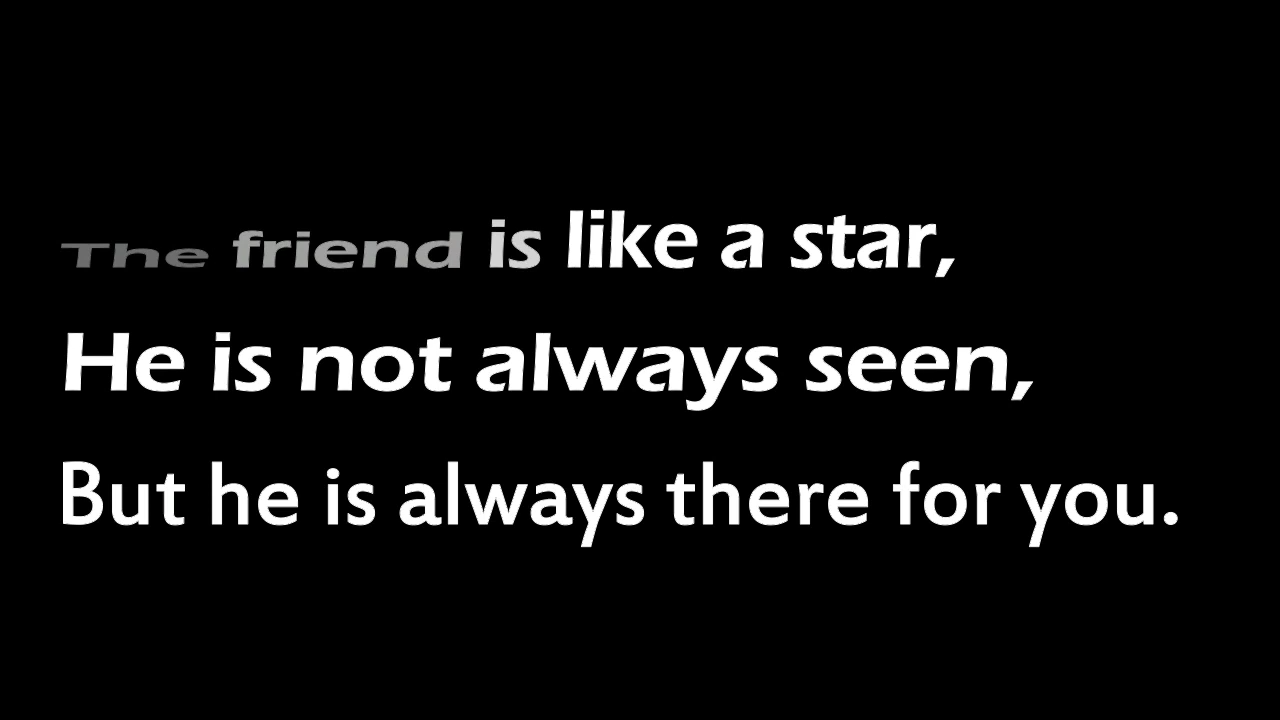 The friend is like a star,
He is not always seen,
But he is always there for you.